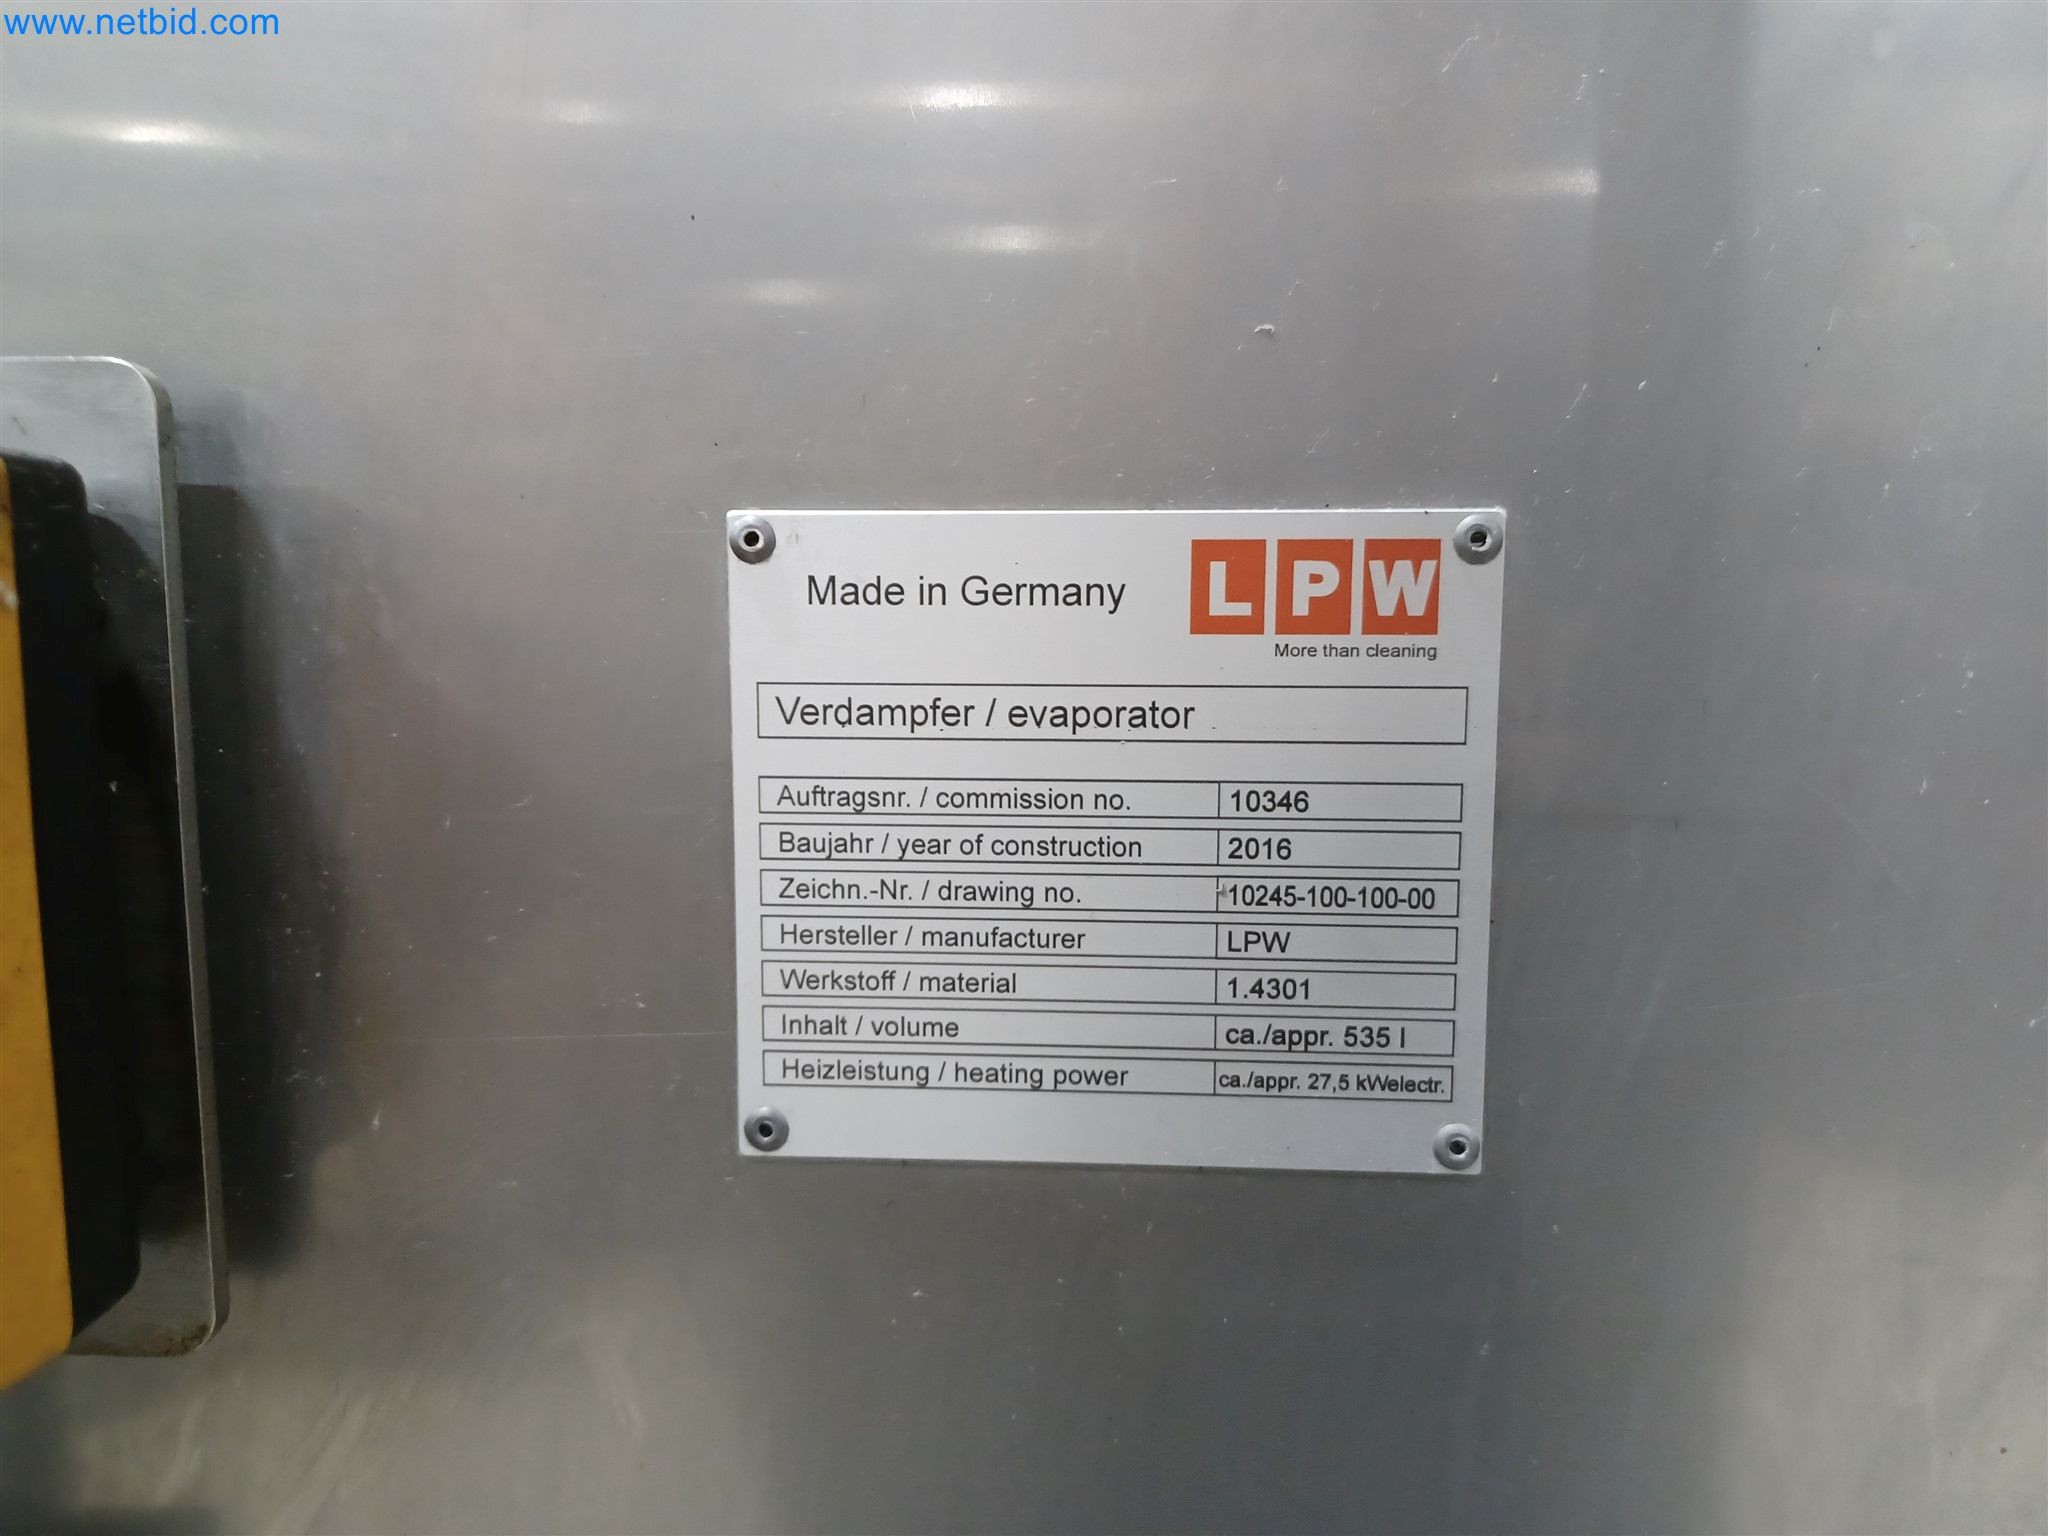 www.netbid.com
Made in Germany
LPW
More than cleaning
Verdampfer / evaporator
Auftragsnr. / commission no. 10346
Baujahr / year of construction 2016
Zeichn.-Nr. / drawing no. 10245-100-100-00
Hersteller / manufacturer LPW
Werkstoff / material 1.4301
Inhalt / volume ca./appr. 535 l
Heizleistung / heating power ca./appr. 27,5 kWelectr.